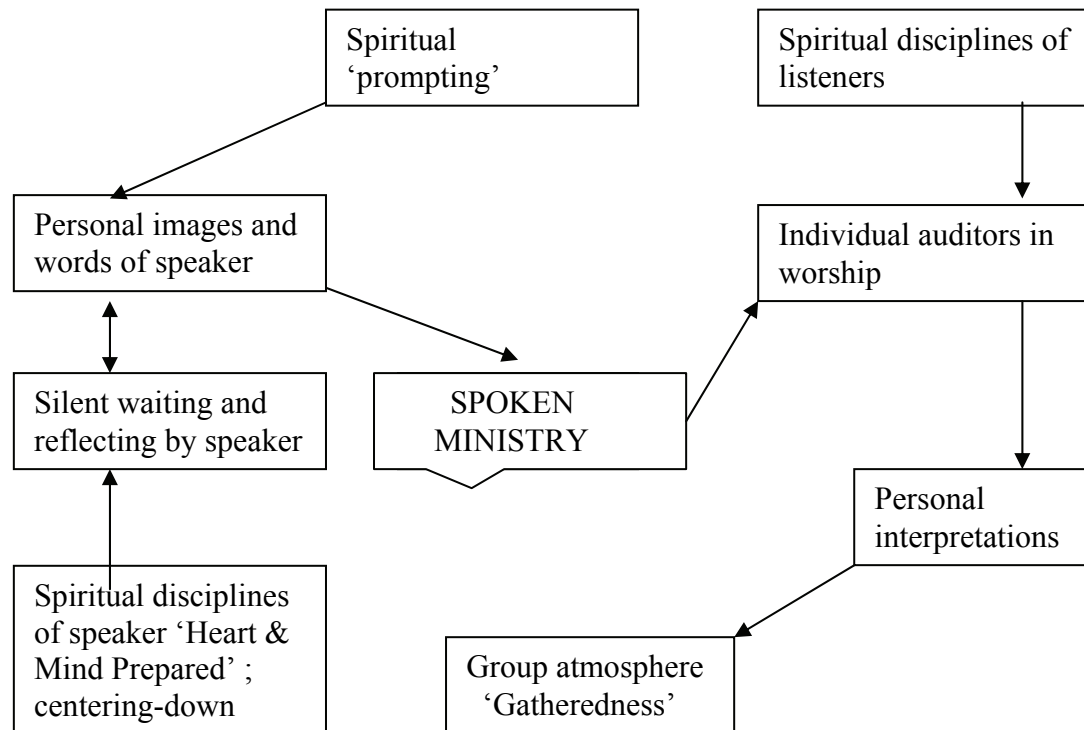 Spiritual
‘prompting’
Spiritual disciplines of
listeners
Personal images and
words of speaker
Individual auditors in
worship
Silent waiting and
reflecting by speaker
SPOKEN
MINISTRY
Personal
interpretations
Spiritual disciplines
of speaker ‘Heart &
Mind Prepared’ ;
centering-down
Group atmosphere
‘Gatheredness’